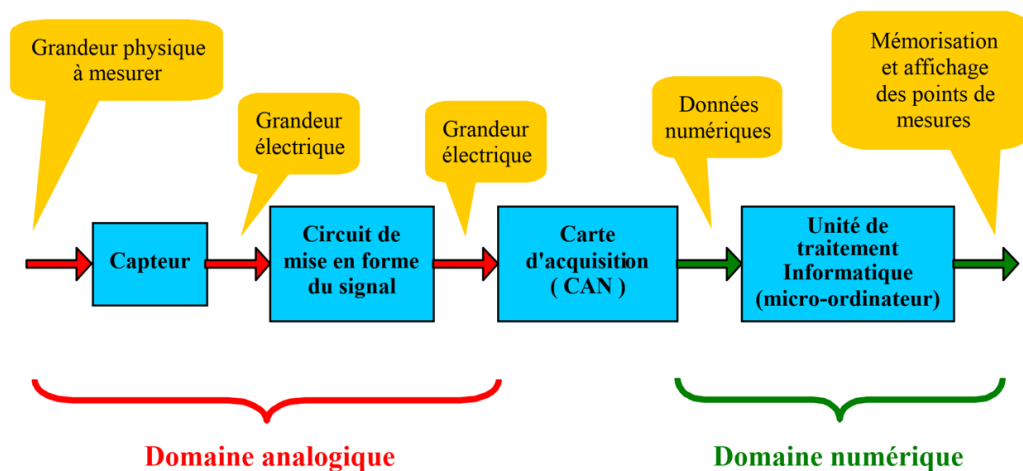 Grandeur physique
à mesurer
Grandeur
électrique
Grandeur
électrique
Données
numériques
Mémorisation
et affichage
des points de
mesures
Capteur
Circuit de
mise en forme
du signal
Carte
d'acquisition
( CAN )
Unité de
traitement
Informatique
(micro-ordinateur)
Domaine analogique
Domaine numérique